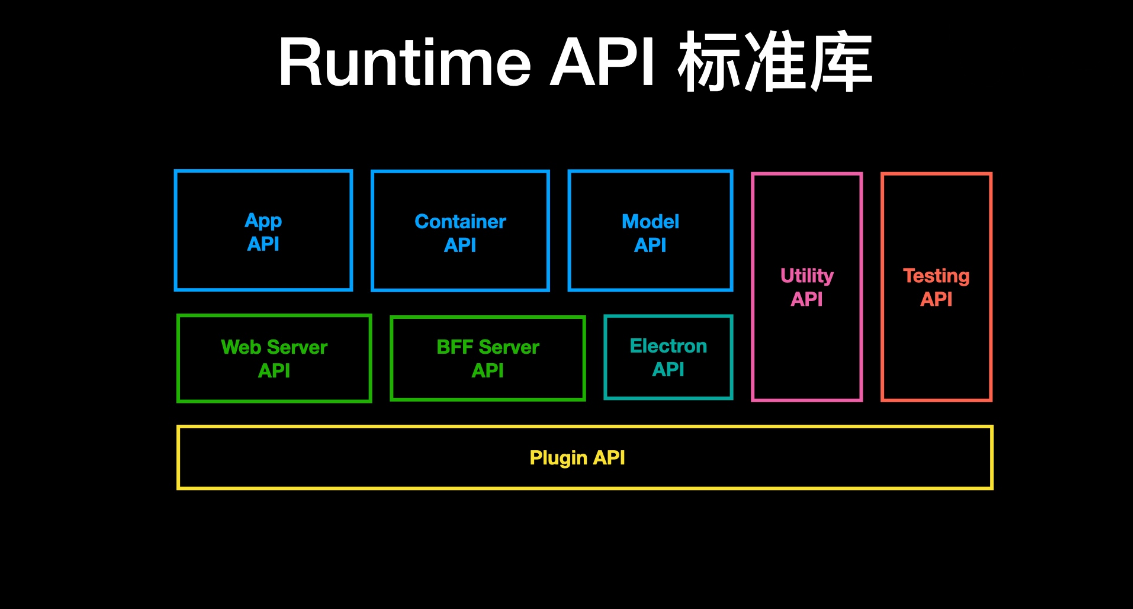 Runtime API 标准库
App
API
Container
API
Model
API
Utility
API
Testing
API
Web Server
API
BFF Server
API
Electron
API
Plugin API